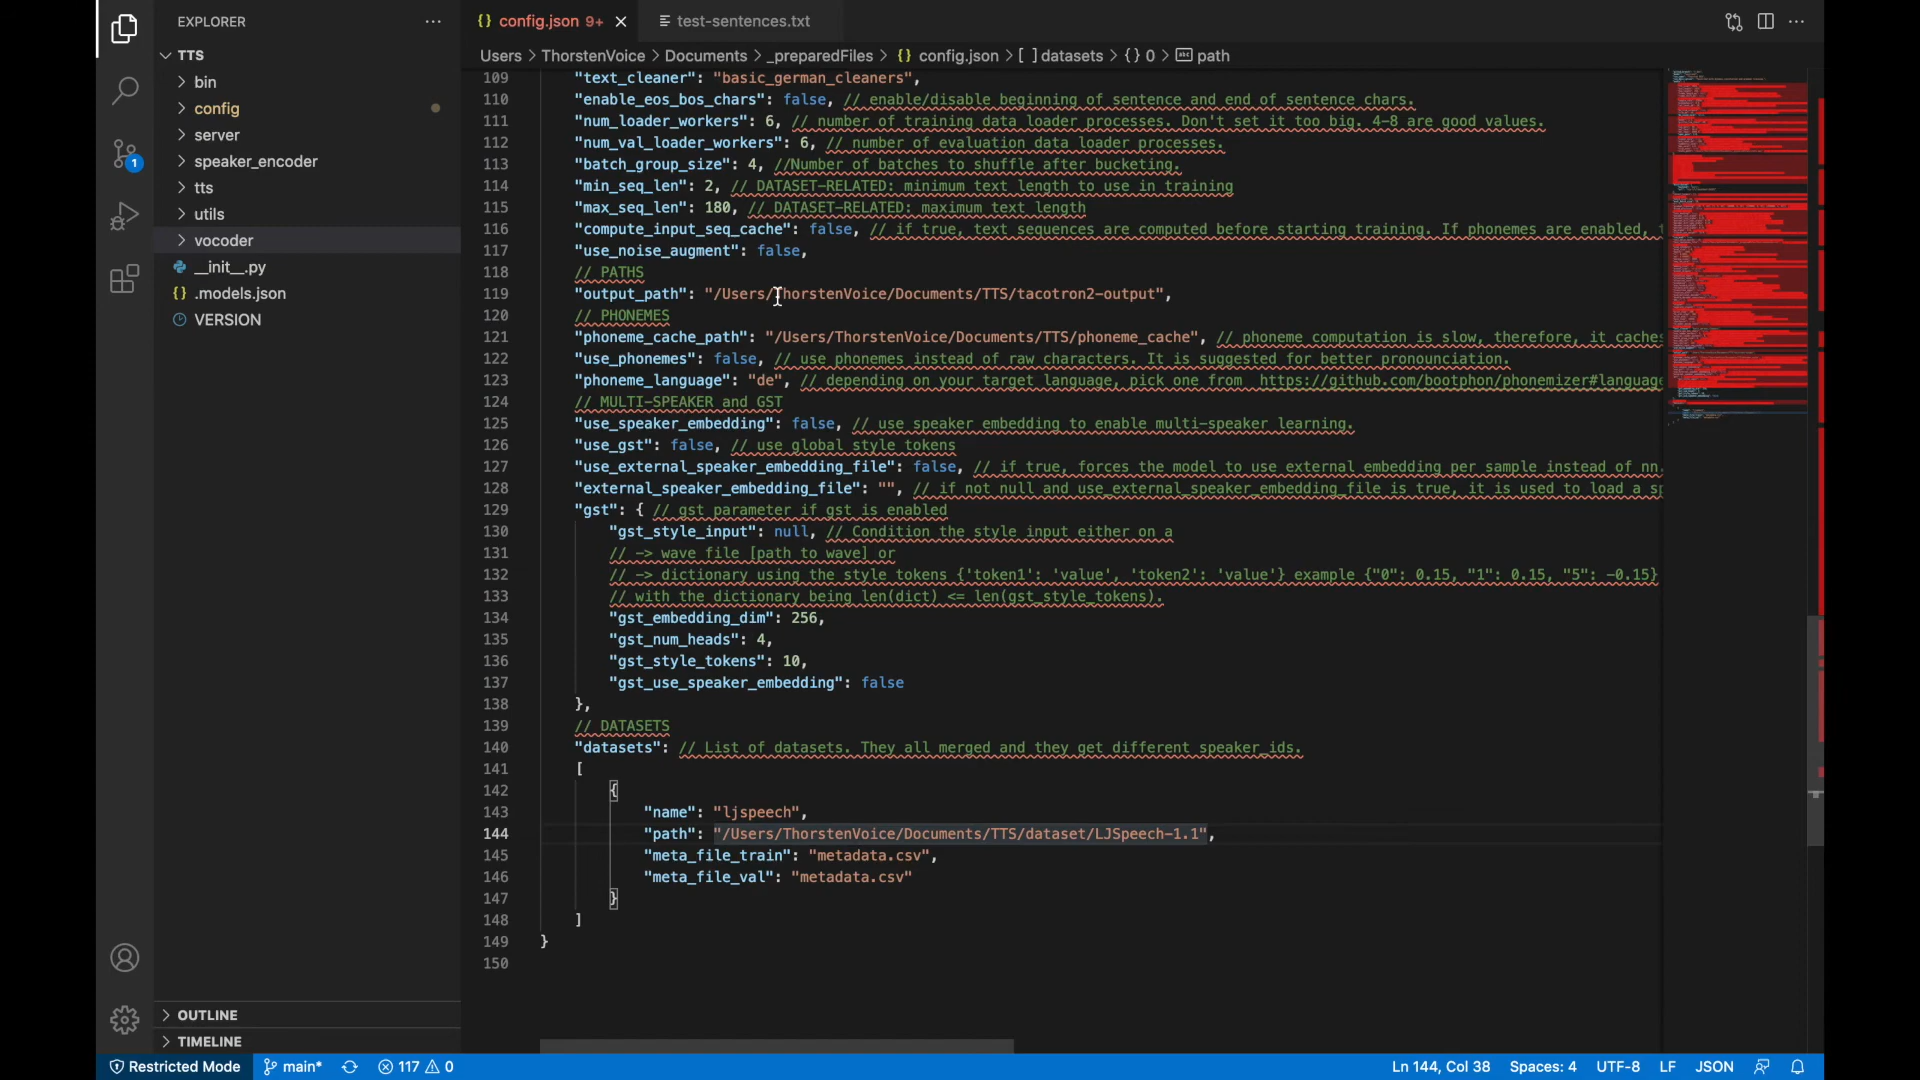 EXPLORER
TTS
bin
config
server
speaker_encoder
tts
utils
vocoder
__init__.py
{} .models.json
VERSION
OUTLINE
TIMELINE
1
{} config.json 9+
test-sentences.txt
Users > ThorstenVoice > Documents > _preparedFiles > {} config.json > [ ] datasets > {} 0 > path
109 "text_cleaner": "basic_german_cleaners",
110 "enable_eos_bos_chars": false, // enable/disable beginning of sentence and end of sentence chars.
111 "num_loader_workers": 6, // number of training data loader processes. Don't set it too big. 4-8 are good values.
112 "num_val_loader_workers": 6, // number of evaluation data loader processes.
113 "batch_group_size": 4, //Number of batches to shuffle after bucketing.
114 "min_seq_len": 2, // DATASET-RELATED: minimum text length to use in training
115 "max_seq_len": 180, // DATASET-RELATED: maximum text length
116 "compute_input_seq_cache": false, // if true, text sequences are computed before starting training. If phonemes are enabled,
117 "use_noise_augment": false,
118 // PATHS
119 "output_path": "/Users/ThorstenVoice/Documents/TTS/tacotron2-output",
120 // PHONEMES
121 "phoneme_cache_path": "/Users/ThorstenVoice/Documents/TTS/phoneme_cache", // phoneme computation is slow, therefore, it caches
122 "use_phonemes": false, // use phonemes instead of raw characters. It is suggested for better pronounciation.
123 "phoneme_language": "de", // depending on your target language, pick one from  https://github.com/bootphon/phonemizer#language
124 // MULTI-SPEAKER and GST
125 "use_speaker_embedding": false, // use speaker embedding to enable multi-speaker learning.
126 "use_gst": false, // use global style tokens
127 "use_external_speaker_embedding_file": false, // if true, forces the model to use external embedding per sample instead of nn.
128 "external_speaker_embedding_file": "", // if not null and use_external_speaker_embedding_file is true, it is used to load a sp
129 "gst": { // gst parameter if gst is enabled
130 "gst_style_input": null, // Condition the style input either on a
131 // -> wave file [path to wave] or
132 // -> dictionary using the style tokens {'token1': 'value', 'token2': 'value'} example {"0": 0.15, "1": 0.15, "5": -0.15}
133 // with the dictionary being len(dict) <= len(gst_style_tokens).
134 "gst_embedding_dim": 256,
135 "gst_num_heads": 4,
136 "gst_style_tokens": 10,
137 "gst_use_speaker_embedding": false
138 },
139 // DATASETS
140 "datasets": // List of datasets. They all merged and they get different speaker_ids.
141 [
142 {
143 "name": "ljspeech",
144 "path": "/Users/ThorstenVoice/Documents/TTS/dataset/LJSpeech-1.1",
145 "meta_file_train": "metadata.csv",
146 "meta_file_val": "metadata.csv"
147 }
148 ]
149 }
150
Restricted Mode main* 117 0 Ln 144, Col 38 Spaces: 4 UTF-8 LF JSON